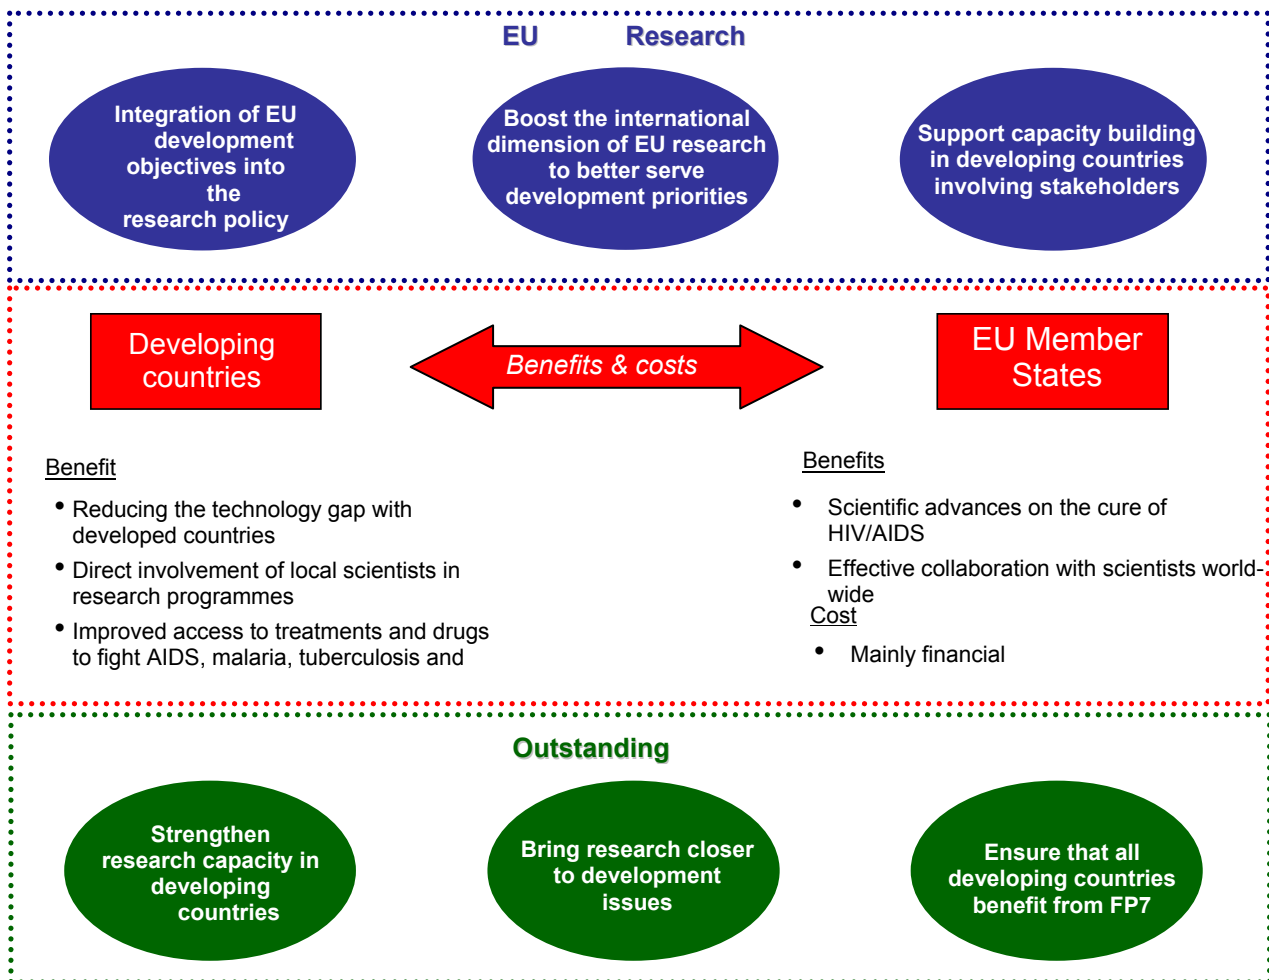 EU Research
Integration of EU
development
objectives into
the
research policy
Boost the international
dimension of EU research
to better serve
development priorities
Support capacity building
in developing countries
involving stakeholders
Developing
countries
Benefits & costs
EU Member
States
Benefit
• Reducing the technology gap with
developed countries
• Direct involvement of local scientists in
research programmes
• Improved access to treatments and drugs
to fight AIDS, malaria, tuberculosis and
Benefits
• Scientific advances on the cure of
HIV/AIDS
• Effective collaboration with scientists world-
wide
Cost
• Mainly financial
Outstanding
Strengthen
research capacity in
developing
countries
Bring research closer
to development
issues
Ensure that all
developing countries
benefit from FP7